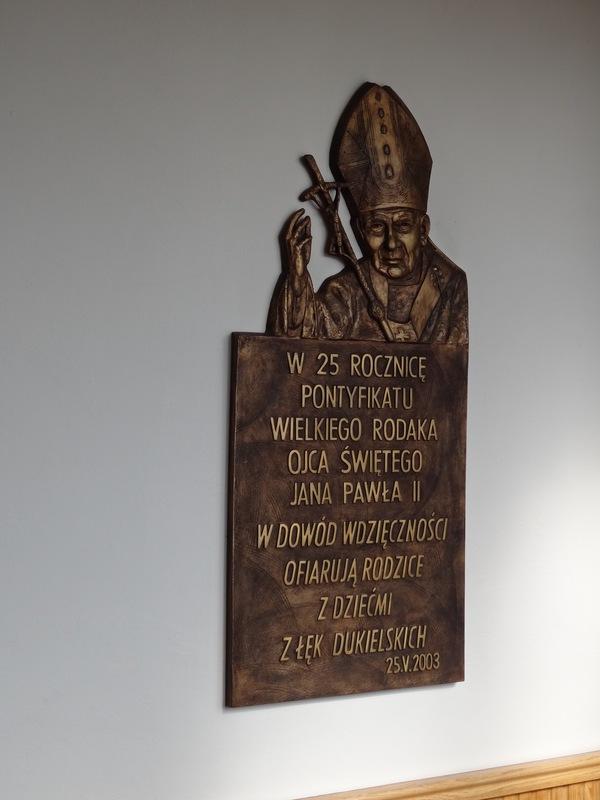 W 25 ROCZNICĘ
PONTYFIKATU
WIELKIEGO RODAKA
OJCA ŚWIĘTEGO
JANA PAWŁA II
W DOWÓD WDZIĘCZNOŚCI
OFIARUJĄ RODZICE
Z DZIEĆMI
Z ŁĘK DUKIELSKICH
25.V.2003